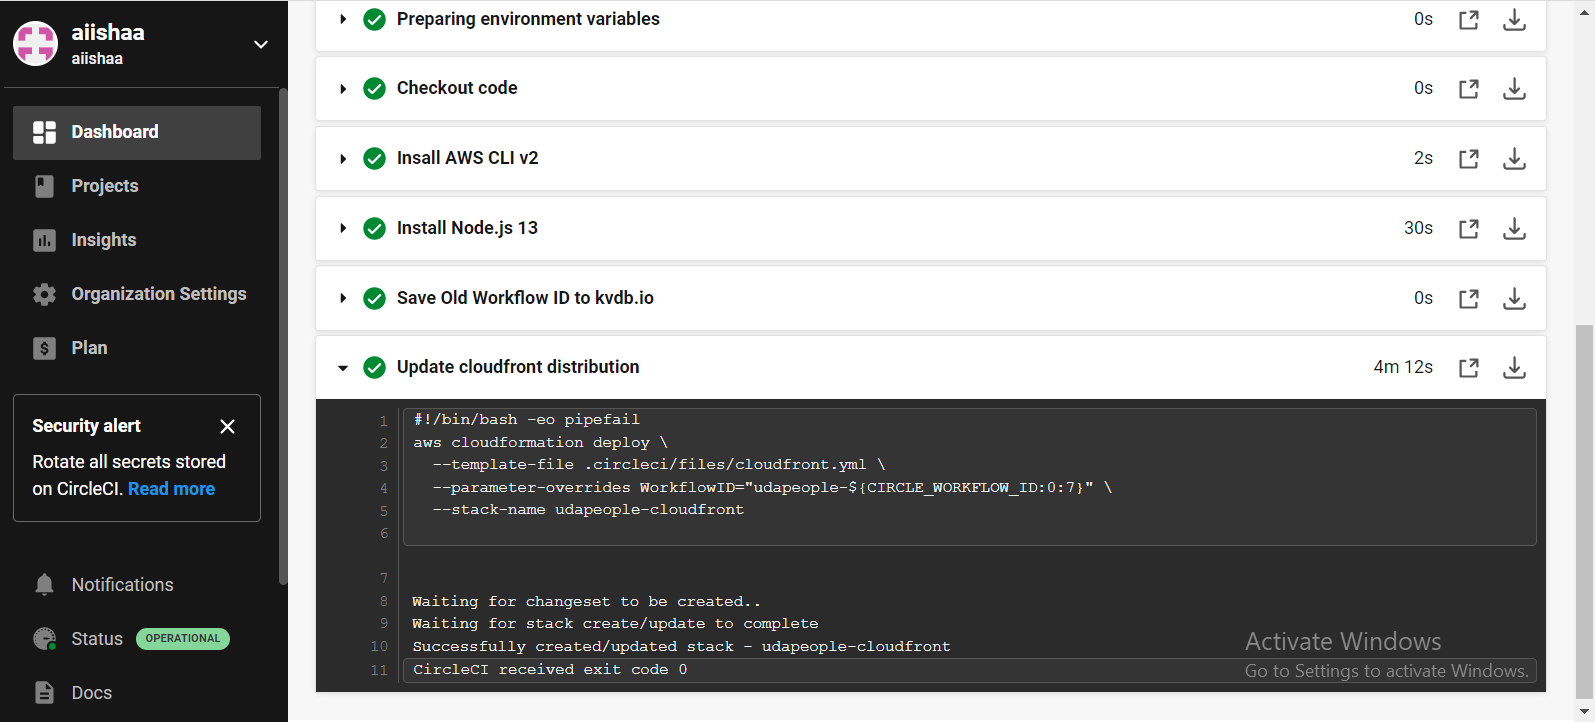 aiishaa
aiishaa
Dashboard
Projects
Insights
Organization Settings
Plan
Security alert
Rotate all secrets stored
on CircleCI. Read more
Notifications
Status OPERATIONAL
Docs
Preparing environment variables 0s
Checkout code 0s
Insall AWS CLI v2 2s
Install Node.js 13 30s
Save Old Workflow ID to kvdb.io 0s
Update cloudfront distribution 4m 12s
1 #!/bin/bash -eo pipefail
2 aws cloudformation deploy \
3 --template-file .circleci/files/cloudfront.yml \
4 --parameter-overrides WorkflowID="udapeople-${CIRCLE_WORKFLOW_ID:0:7}" \
5 --stack-name udapeople-cloudfront
6
7
8 Waiting for changeset to be created..
9 Waiting for stack create/update to complete
10 Successfully created/updated stack - udapeople-cloudfront
11 CircleCI received exit code 0
Activate Windows
Go to Settings to activate Windows.